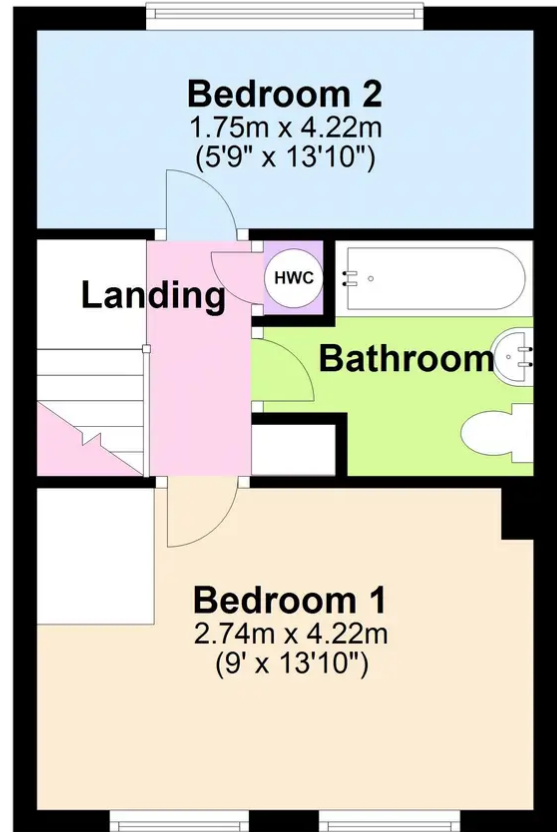 Bedroom 2
1.75m x 4.22m
(5'9" x 13'10")
HWC
Landing
Bathroom
Bedroom 1
2.74m x 4.22m
(9' x 13'10")